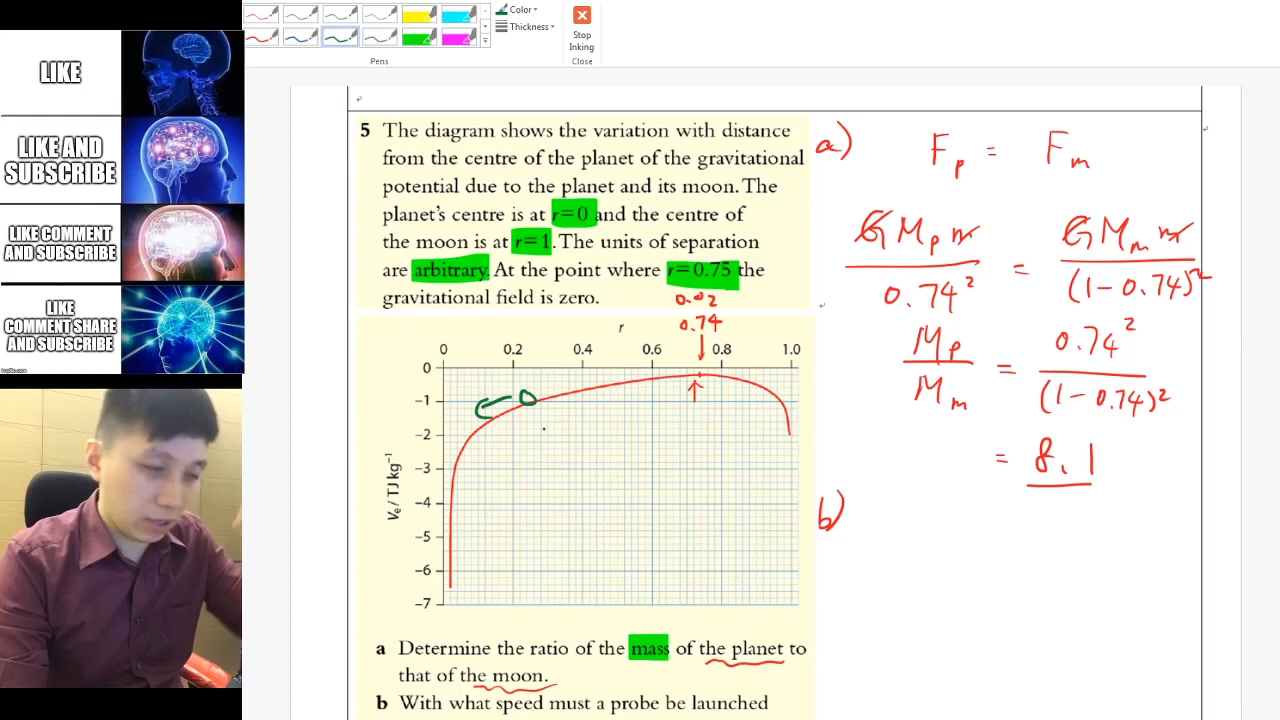 Color
Thickness
Stop
Inking
Pens
Close
LIKE
LIKE AND
SUBSCRIBE
LIKE COMMENT
AND SUBSCRIBE
LIKE
COMMENT SHARE
AND SUBSCRIBE
5 The diagram shows the variation with distance
from the centre of the planet of the gravitational
potential due to the planet and its moon. The
planet's centre is at r=0 and the centre of
the moon is at r=1. The units of separation
are arbitrary. At the point where r=0.75 the
gravitational field is zero.
0.02
0.74
r
0 0.2 0.4 0.6 0.8 1.0
0
−1
−2
−3
−4
−5
−6
−7
Ve / TJ kg⁻¹
a Determine the ratio of the mass of the planet to
that of the moon.
b With what speed must a probe be launched
a) Fp = Fm
GMpm / 0.74² = GMmm / (1-0.74)²
Mp / Mm = 0.74² / (1-0.74)²
= 8.1
b)